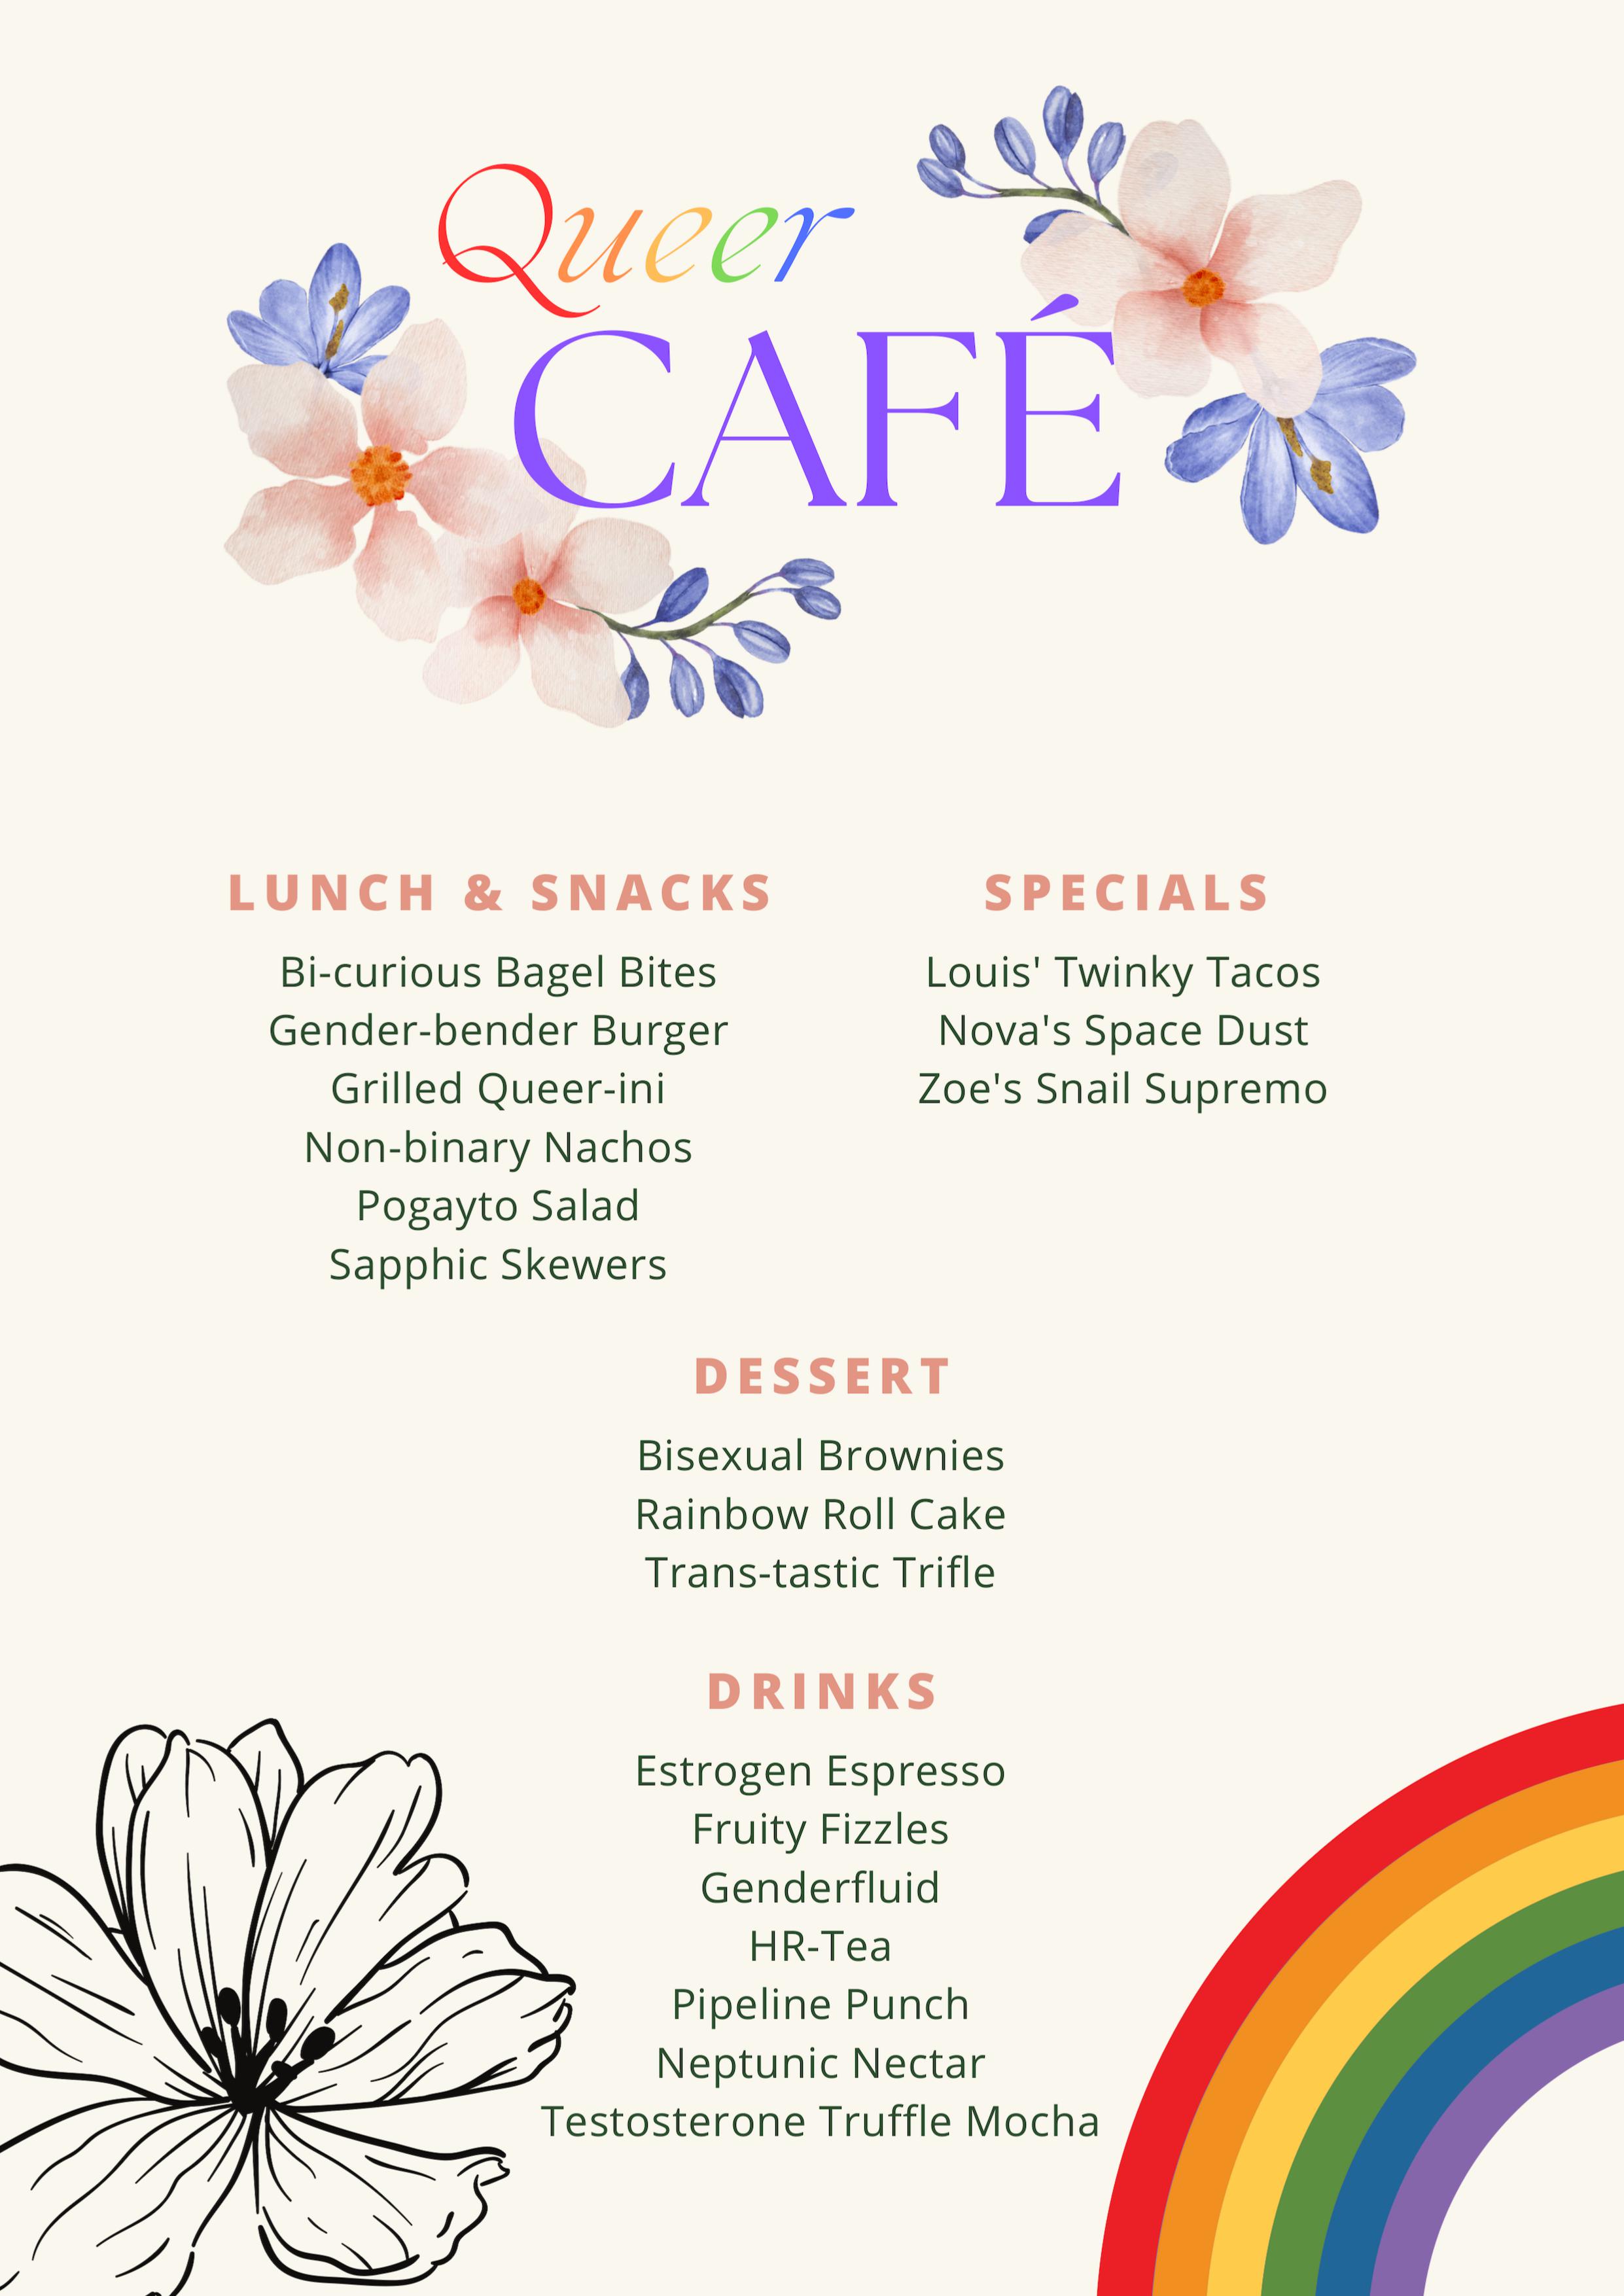 Queer
CAFÉ
LUNCH & SNACKS
Bi-curious Bagel Bites
Gender-bender Burger
Grilled Queer-ini
Non-binary Nachos
Pogayto Salad
Sapphic Skewers
SPECIALS
Louis' Twinky Tacos
Nova's Space Dust
Zoe's Snail Supremo
DESSERT
Bisexual Brownies
Rainbow Roll Cake
Trans-tastic Trifle
DRINKS
Estrogen Espresso
Fruity Fizzles
Genderfluid
HR-Tea
Pipeline Punch
Neptunic Nectar
Testosterone Truffle Mocha